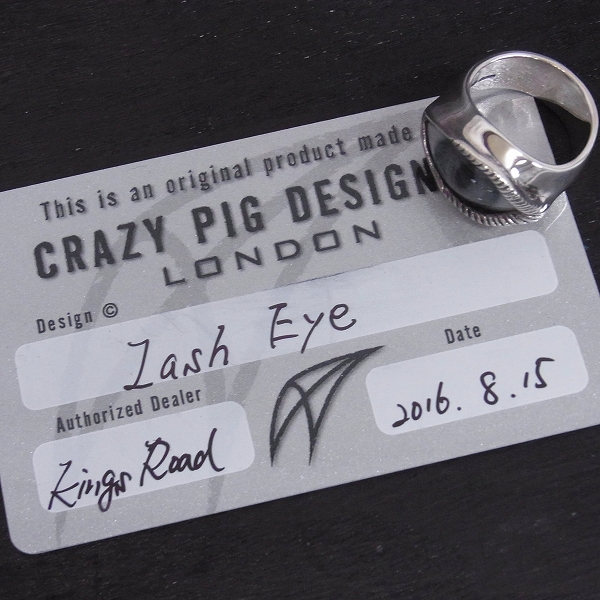 This is an original product made
CRAZY PIG DESIGN
LONDON
Design ©
Lash Eye
Authorized Dealer
Kings Road
Date
2016.8.15